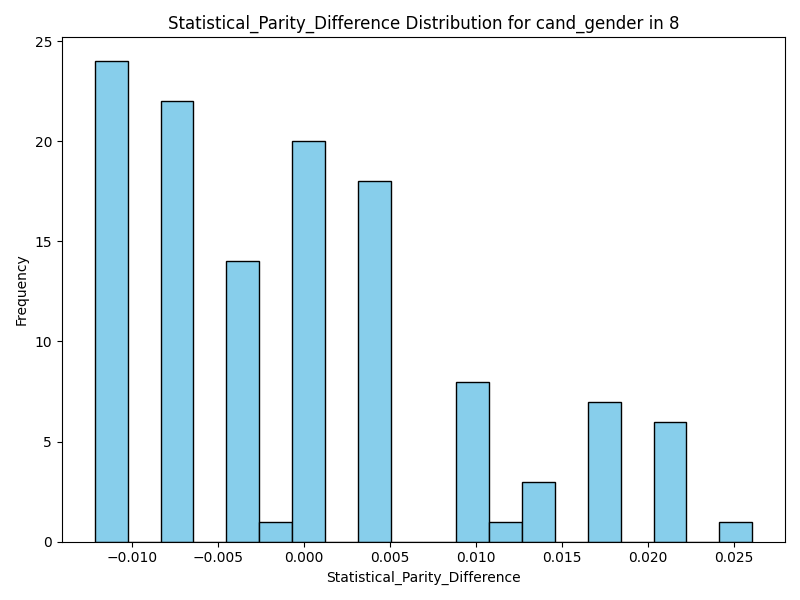 Statistical_Parity_Difference Distribution for cand_gender in 8
25
20
15
10
5
0
Frequency
−0.010 −0.005 0.000 0.005 0.010 0.015 0.020 0.025
Statistical_Parity_Difference